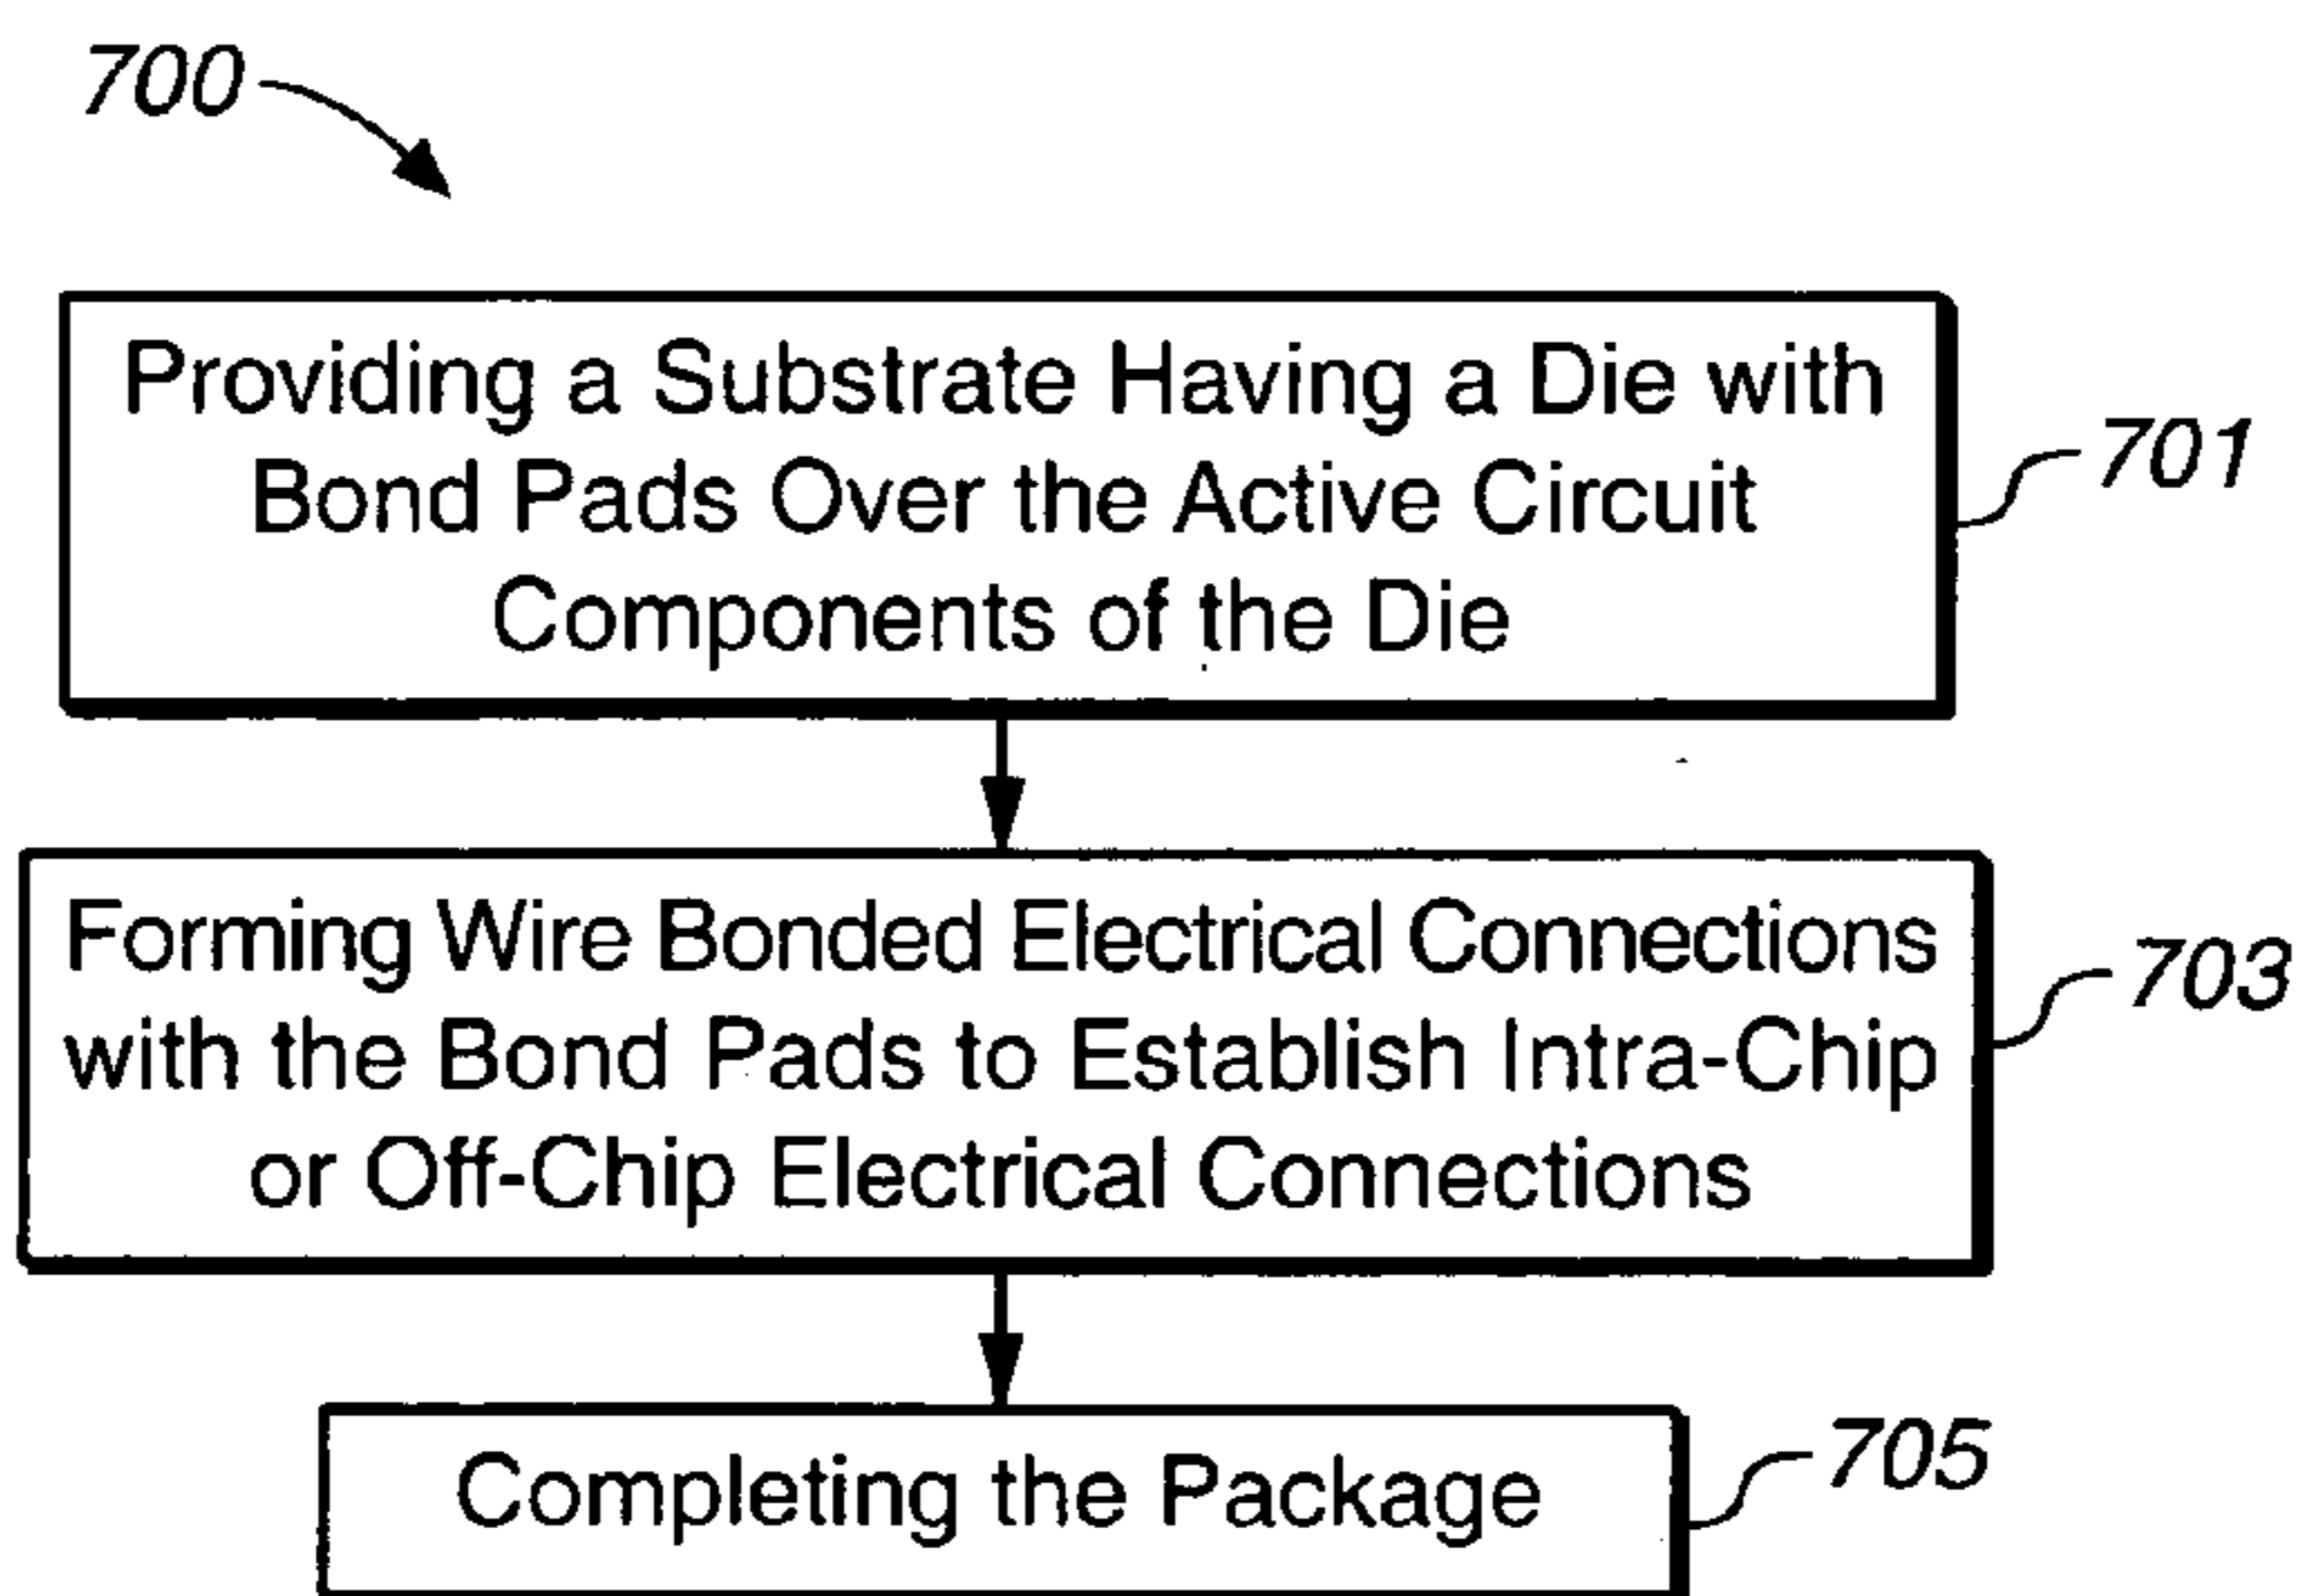 700
Providing a Substrate Having a Die with
Bond Pads Over the Active Circuit
Components of the Die
701
Forming Wire Bonded Electrical Connections
with the Bond Pads to Establish Intra-Chip
or Off-Chip Electrical Connections
703
Completing the Package
705